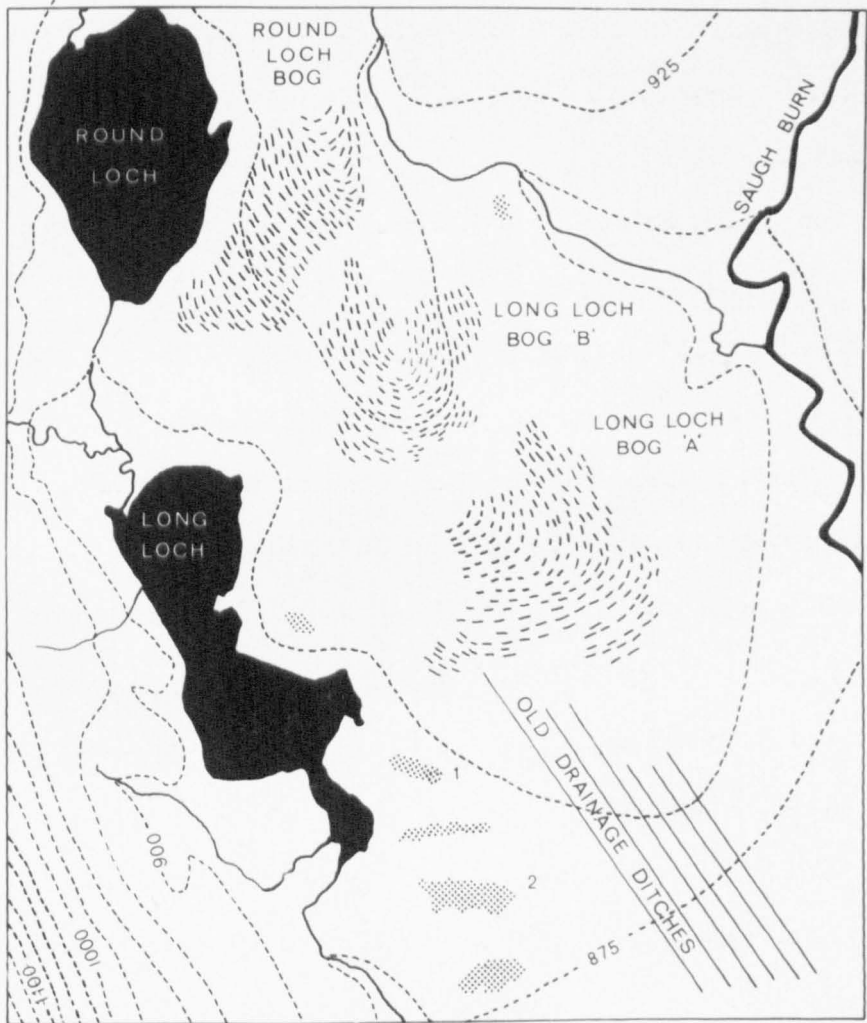 ROUND
LOCH
BOG
925
ROUND
LOCH
SAUGH BURN
LONG LOCH
BOG 'B'
LONG LOCH
BOG 'A'
LONG
LOCH
OLD DRAINAGE DITCHES
1
2
900
1000
1100
875